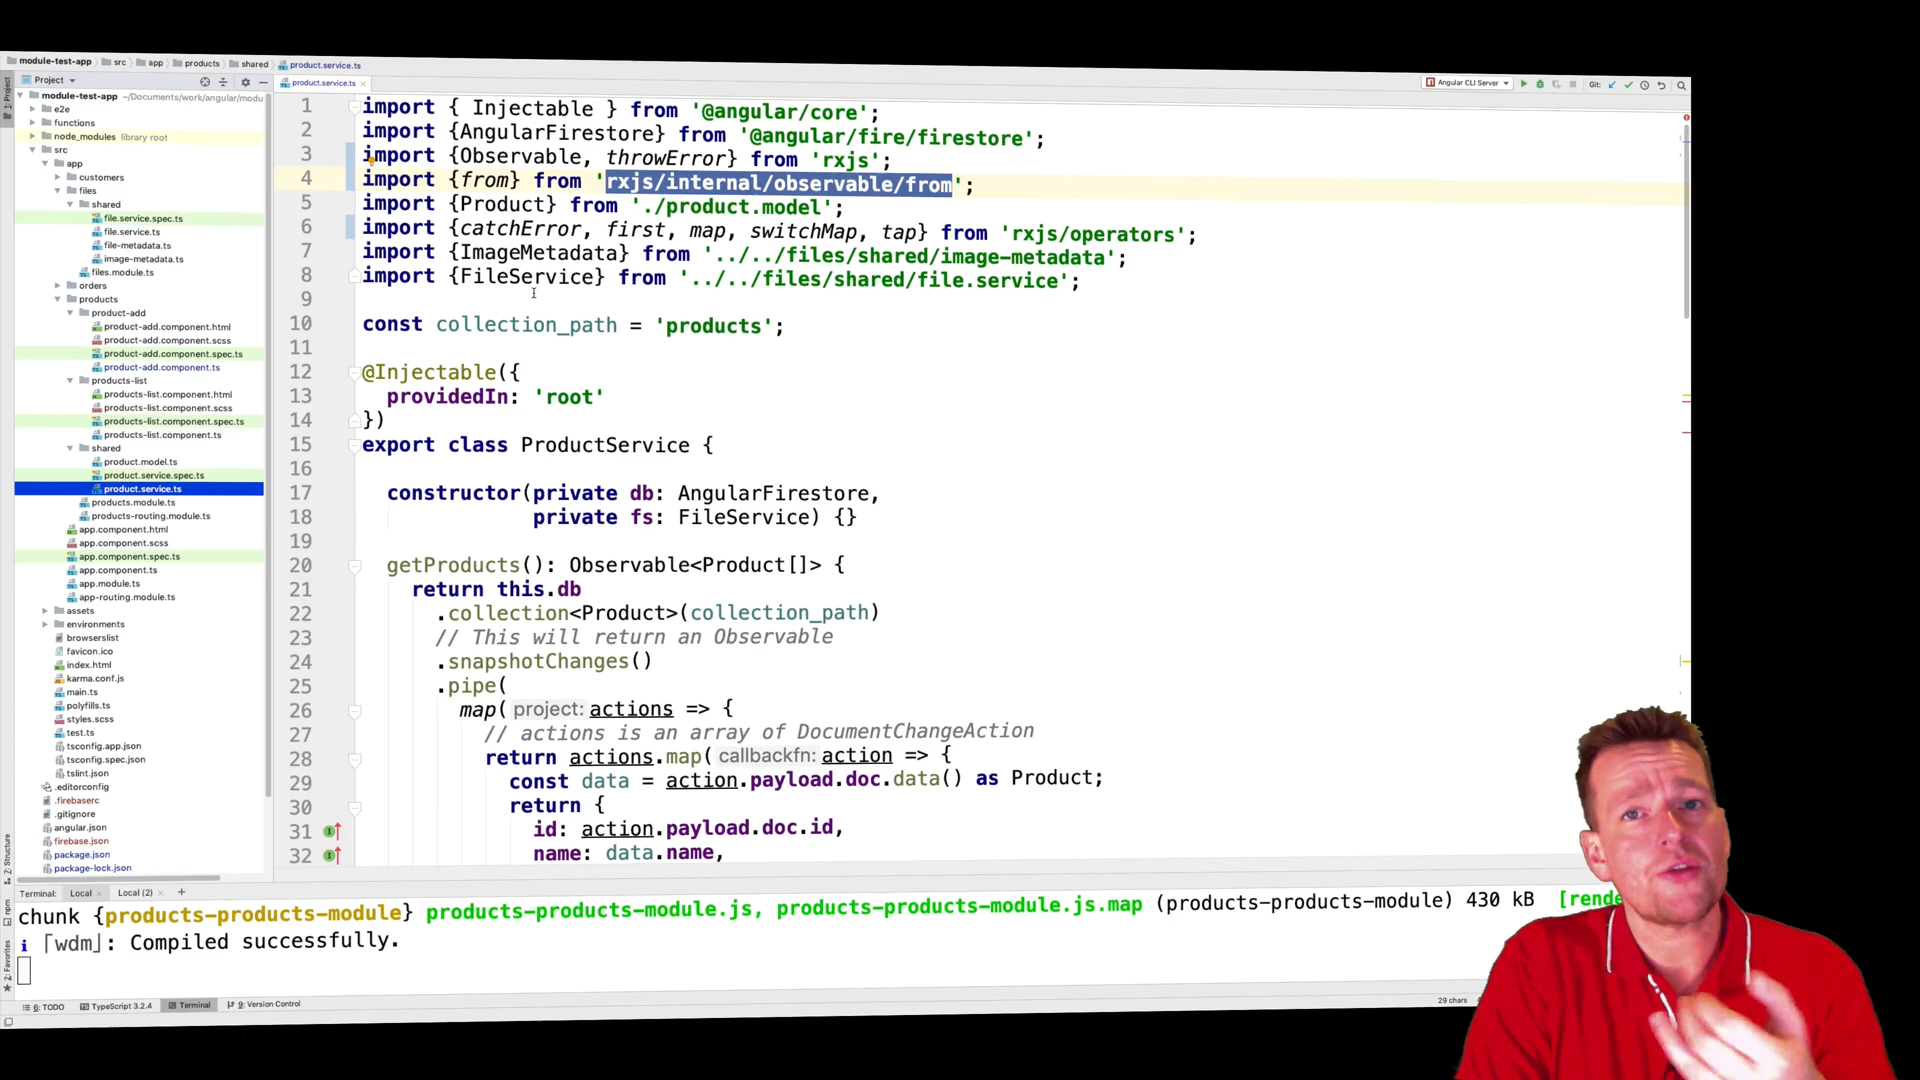 module-test-app src app products shared product.service.ts
Project
product.service.ts
Angular CLI Server
Git:
1: Project
module-test-app ~/Documents/work/angular/modu
e2e
functions
node_modules library root
src
app
customers
files
shared
file.service.spec.ts
file.service.ts
file-metadata.ts
image-metadata.ts
files.module.ts
orders
products
product-add
product-add.component.html
product-add.component.scss
product-add.component.spec.ts
product-add.component.ts
products-list
products-list.component.html
products-list.component.scss
products-list.component.spec.ts
products-list.component.ts
shared
product.model.ts
product.service.spec.ts
product.service.ts
products.module.ts
products-routing.module.ts
app.component.html
app.component.scss
app.component.spec.ts
app.component.ts
app.module.ts
app-routing.module.ts
assets
environments
browserslist
favicon.ico
index.html
karma.conf.js
main.ts
polyfills.ts
styles.scss
test.ts
tsconfig.app.json
tsconfig.spec.json
tslint.json
.editorconfig
.firebaserc
.gitignore
angular.json
firebase.json
package.json
package-lock.json
1 import { Injectable } from '@angular/core';
2 import {AngularFirestore} from '@angular/fire/firestore';
3 import {Observable, throwError} from 'rxjs';
4 import {from} from 'rxjs/internal/observable/from';
5 import {Product} from './product.model';
6 import {catchError, first, map, switchMap, tap} from 'rxjs/operators';
7 import {ImageMetadata} from '../../files/shared/image-metadata';
8 import {FileService} from '../../files/shared/file.service';
9
10 const collection_path = 'products';
11
12 @Injectable({
13 providedIn: 'root'
14 })
15 export class ProductService {
16
17 constructor(private db: AngularFirestore,
18 private fs: FileService) {}
19
20 getProducts(): Observable<Product[]> {
21 return this.db
22 .collection<Product>(collection_path)
23 // This will return an Observable
24 .snapshotChanges()
25 .pipe(
26 map( project: actions => {
27 // actions is an array of DocumentChangeAction
28 return actions.map( callbackfn: action => {
29 const data = action.payload.doc.data() as Product;
30 return {
31 id: action.payload.doc.id,
32 name: data.name,
Z: Structure
npm
2: Favorites
Terminal: Local Local (2) +
chunk {products-products-module} products-products-module.js, products-products-module.js.map (products-products-module) 430 kB [rende
ℹ ｢wdm｣: Compiled successfully.
6: TODO TypeScript 3.2.4 Terminal 9: Version Control
29 chars